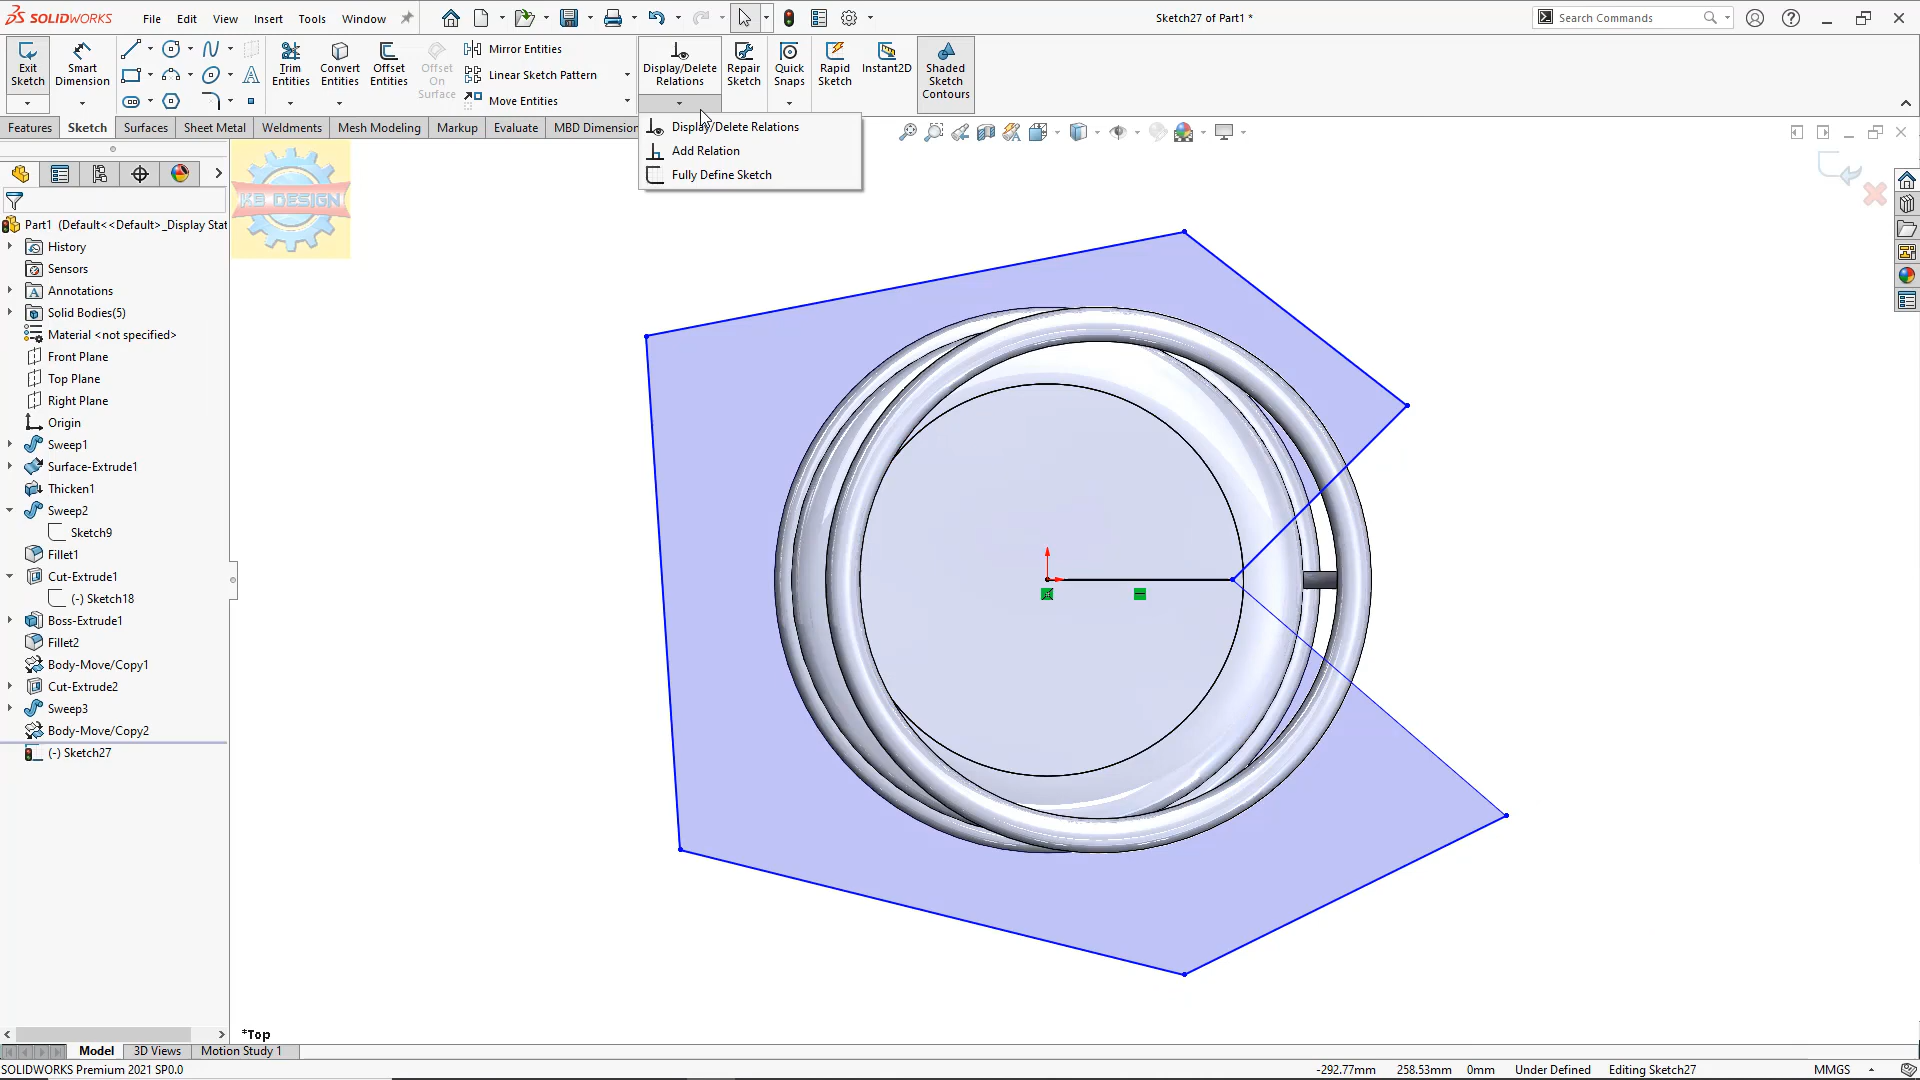 SOLIDWORKS
File
Edit
View
Insert
Tools
Window
Sketch27 of Part1 *
Search Commands
Exit Sketch
Smart Dimension
Trim Entities
Convert Entities
Offset Entities
Offset On Surface
Mirror Entities
Linear Sketch Pattern
Move Entities
Display/Delete Relations
Repair Sketch
Quick Snaps
Rapid Sketch
Instant2D
Shaded Sketch Contours
Features
Sketch
Surfaces
Sheet Metal
Weldments
Mesh Modeling
Markup
Evaluate
MBD Dimension
Display/Delete Relations
Add Relation
Fully Define Sketch
KS DESIGN
Part1 (Default<<Default>_Display Stat
History
Sensors
Annotations
Solid Bodies(5)
Material <not specified>
Front Plane
Top Plane
Right Plane
Origin
Sweep1
Surface-Extrude1
Thicken1
Sweep2
Sketch9
Fillet1
Cut-Extrude1
(-) Sketch18
Boss-Extrude1
Fillet2
Body-Move/Copy1
Cut-Extrude2
Sweep3
Body-Move/Copy2
(-) Sketch27
*Top
Model
3D Views
Motion Study 1
SOLIDWORKS Premium 2021 SP0.0
-292.77mm
258.53mm
0mm
Under Defined
Editing Sketch27
MMGS